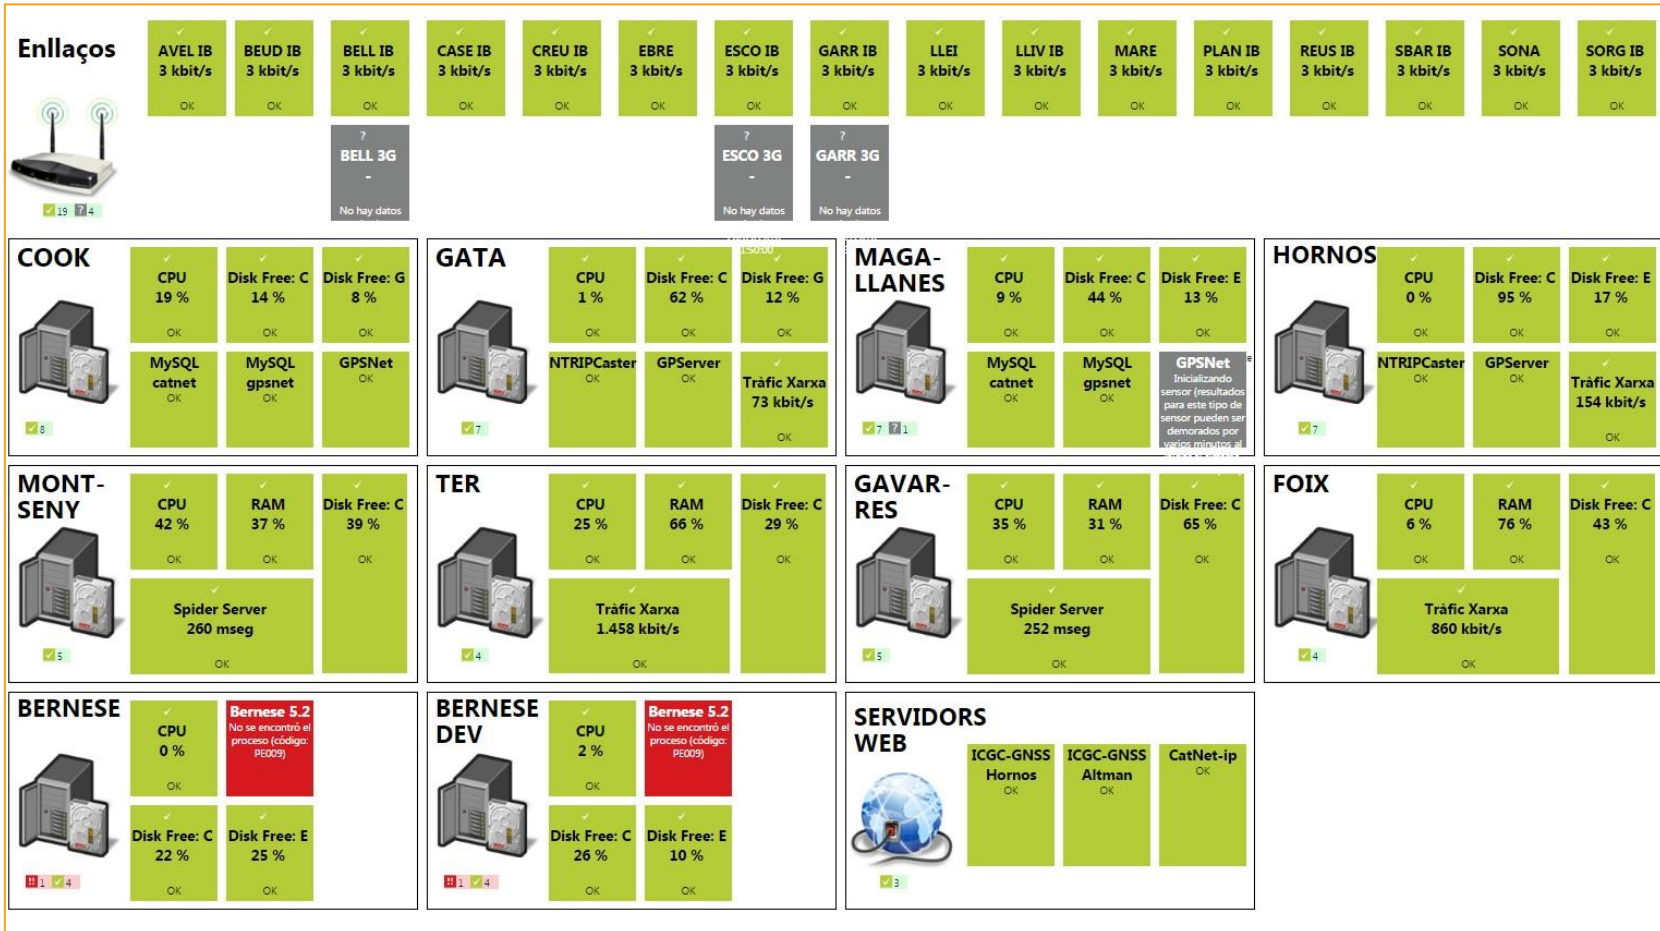 Enllaços
AVEL IB
3 kbit/s
OK
BEUD IB
3 kbit/s
OK
BELL IB
3 kbit/s
OK
CASE IB
3 kbit/s
OK
CREU IB
3 kbit/s
OK
EBRE
3 kbit/s
OK
ESCO IB
3 kbit/s
OK
GARR IB
3 kbit/s
OK
LLEI
3 kbit/s
OK
LLIV IB
3 kbit/s
OK
MARE
3 kbit/s
OK
PLAN IB
3 kbit/s
OK
REUS IB
3 kbit/s
OK
SBAR IB
3 kbit/s
OK
SONA
3 kbit/s
OK
SORG IB
3 kbit/s
OK
?
BELL 3G
-
No hay datos
?
ESCO 3G
-
No hay datos
?
GARR 3G
-
No hay datos
19 ? 4
COOK
CPU
19 %
OK
Disk Free: C
14 %
OK
Disk Free: G
8 %
OK
MySQL
catnet
OK
MySQL
gpsnet
OK
GPSNet
OK
8
GATA
CPU
1 %
OK
Disk Free: C
62 %
OK
Disk Free: G
12 %
OK
NTRIPCaster
OK
GPServer
OK
Tràfic Xarxa
73 kbit/s
OK
7
MAGA-
LLANES
CPU
9 %
OK
Disk Free: C
44 %
OK
Disk Free: E
13 %
OK
MySQL
catnet
OK
MySQL
gpsnet
OK
GPSNet
Inicializando
sensor (resultados
para este tipo de
sensor pueden ser
demorados por
varios minutos al
7 ? 1
HORNOS
CPU
0 %
OK
Disk Free: C
95 %
OK
Disk Free: E
17 %
OK
NTRIPCaster
OK
GPServer
OK
Tràfic Xarxa
154 kbit/s
OK
7
MONT-
SENY
CPU
42 %
OK
RAM
37 %
OK
Disk Free: C
39 %
OK
Spider Server
260 mseg
OK
5
TER
CPU
25 %
OK
RAM
66 %
OK
Disk Free: C
29 %
OK
Tràfic Xarxa
1.458 kbit/s
OK
4
GAVAR-
RES
CPU
35 %
OK
RAM
31 %
OK
Disk Free: C
65 %
OK
Spider Server
252 mseg
OK
5
FOIX
CPU
6 %
OK
RAM
76 %
OK
Disk Free: C
43 %
OK
Tràfic Xarxa
860 kbit/s
OK
4
BERNESE
CPU
0 %
OK
Bernese 5.2
No se encontró el
proceso (código:
PE009)
Disk Free: C
22 %
OK
Disk Free: E
25 %
OK
!! 1 4
BERNESE
DEV
CPU
2 %
OK
Bernese 5.2
No se encontró el
proceso (código:
PE009)
Disk Free: C
26 %
OK
Disk Free: E
10 %
OK
!! 1 4
SERVIDORS
WEB
ICGC-GNSS
Hornos
OK
ICGC-GNSS
Altman
OK
CatNet-ip
OK
3